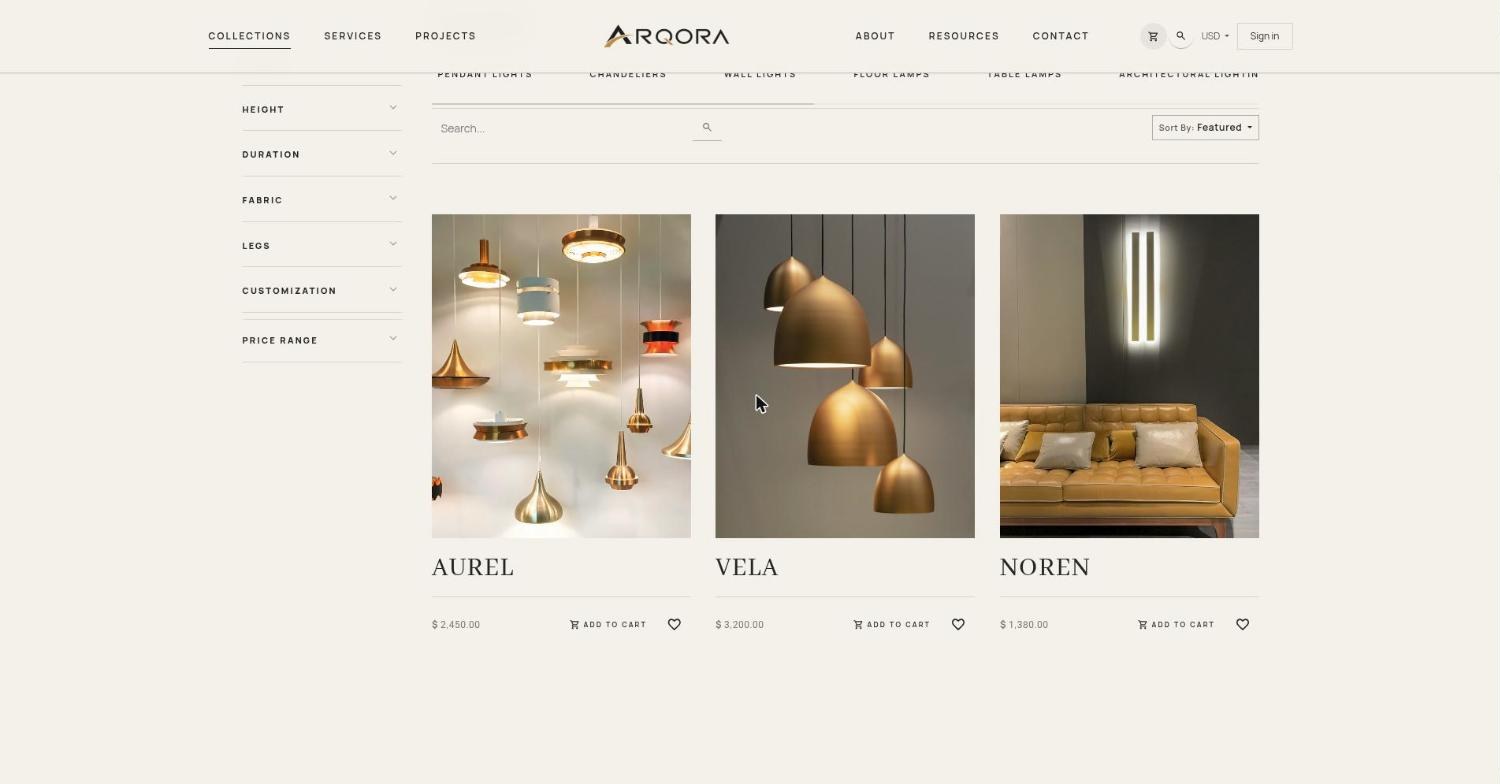 COLLECTIONS SERVICES PROJECTS ARQORA ABOUT RESOURCES CONTACT USD Sign in
PENDANT LIGHTS CHANDELIERS WALL LIGHTS FLOOR LAMPS TABLE LAMPS ARCHITECTURAL LIGHTIN
HEIGHT
Search... Sort By: Featured
DURATION
FABRIC
LEGS
CUSTOMIZATION
PRICE RANGE
AUREL VELA NOREN
$ 2,450.00 ADD TO CART $ 3,200.00 ADD TO CART $ 1,380.00 ADD TO CART